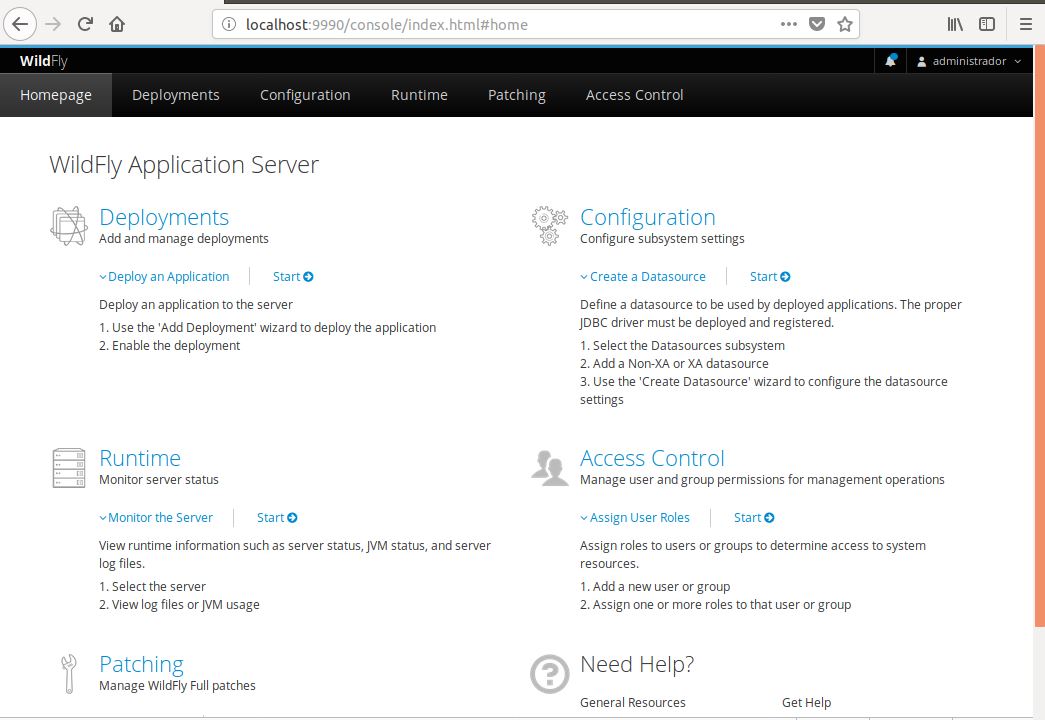 localhost:9990/console/index.html#home
WildFly
administrador
Homepage Deployments Configuration Runtime Patching Access Control
WildFly Application Server
Deployments
Add and manage deployments
Deploy an Application Start
Deploy an application to the server
1. Use the 'Add Deployment' wizard to deploy the application
2. Enable the deployment
Configuration
Configure subsystem settings
Create a Datasource Start
Define a datasource to be used by deployed applications. The proper
JDBC driver must be deployed and registered.
1. Select the Datasources subsystem
2. Add a Non-XA or XA datasource
3. Use the 'Create Datasource' wizard to configure the datasource
settings
Runtime
Monitor server status
Monitor the Server Start
View runtime information such as server status, JVM status, and server
log files.
1. Select the server
2. View log files or JVM usage
Access Control
Manage user and group permissions for management operations
Assign User Roles Start
Assign roles to users or groups to determine access to system
resources.
1. Add a new user or group
2. Assign one or more roles to that user or group
Patching
Manage WildFly Full patches
Need Help?
General Resources Get Help